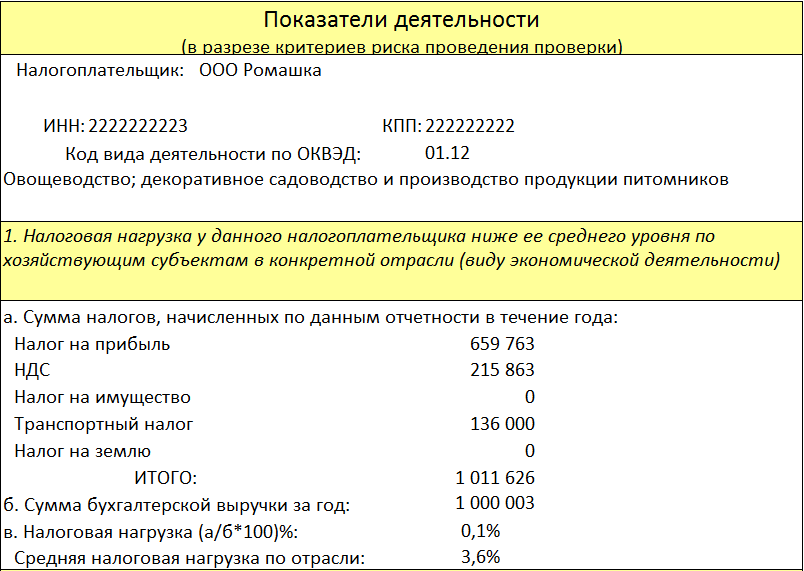 Показатели деятельности
(в разрезе критериев риска проведения проверки)
Налогоплательщик: ООО Ромашка
ИНН: 2222222223 КПП: 222222222
Код вида деятельности по ОКВЭД: 01.12
Овощеводство; декоративное садоводство и производство продукции питомников
1. Налоговая нагрузка у данного налогоплательщика ниже ее среднего уровня по
хозяйствующим субъектам в конкретной отрасли (виду экономической деятельности)
а. Сумма налогов, начисленных по данным отчетности в течение года:
Налог на прибыль 659 763
НДС 215 863
Налог на имущество 0
Транспортный налог 136 000
Налог на землю 0
ИТОГО: 1 011 626
б. Сумма бухгалтерской выручки за год: 1 000 003
в. Налоговая нагрузка (а/б*100)%: 0,1%
Средняя налоговая нагрузка по отрасли: 3,6%